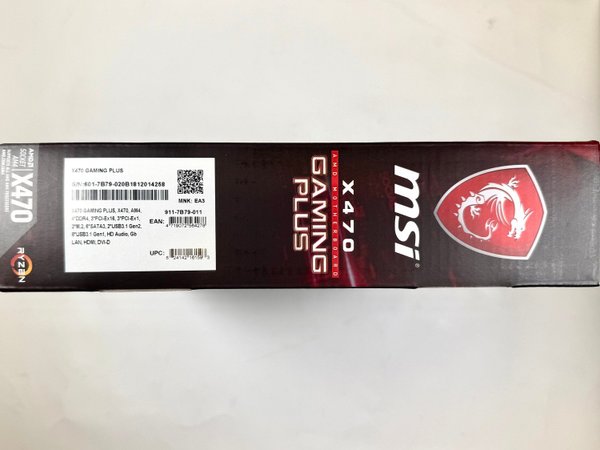 AMD
SOCKET
AM4
X470
RYZEN
X470 GAMING PLUS
S/N:601-7B79-020B1812014258
MNK: EA3
X470 GAMING PLUS, X470, AM4,
4*DDR4, 2*PCI-Ex16, 3*PCI-Ex1,
2*M.2, 6*SATA3, 2*USB3.1 Gen2,
6*USB3.1 Gen1, HD Audio, Gb
LAN, HDMI, DVI-D
911-7B79-011
EAN:
UPC:
X470
AMD MOTHERBOARD
GAMING
PLUS
msi